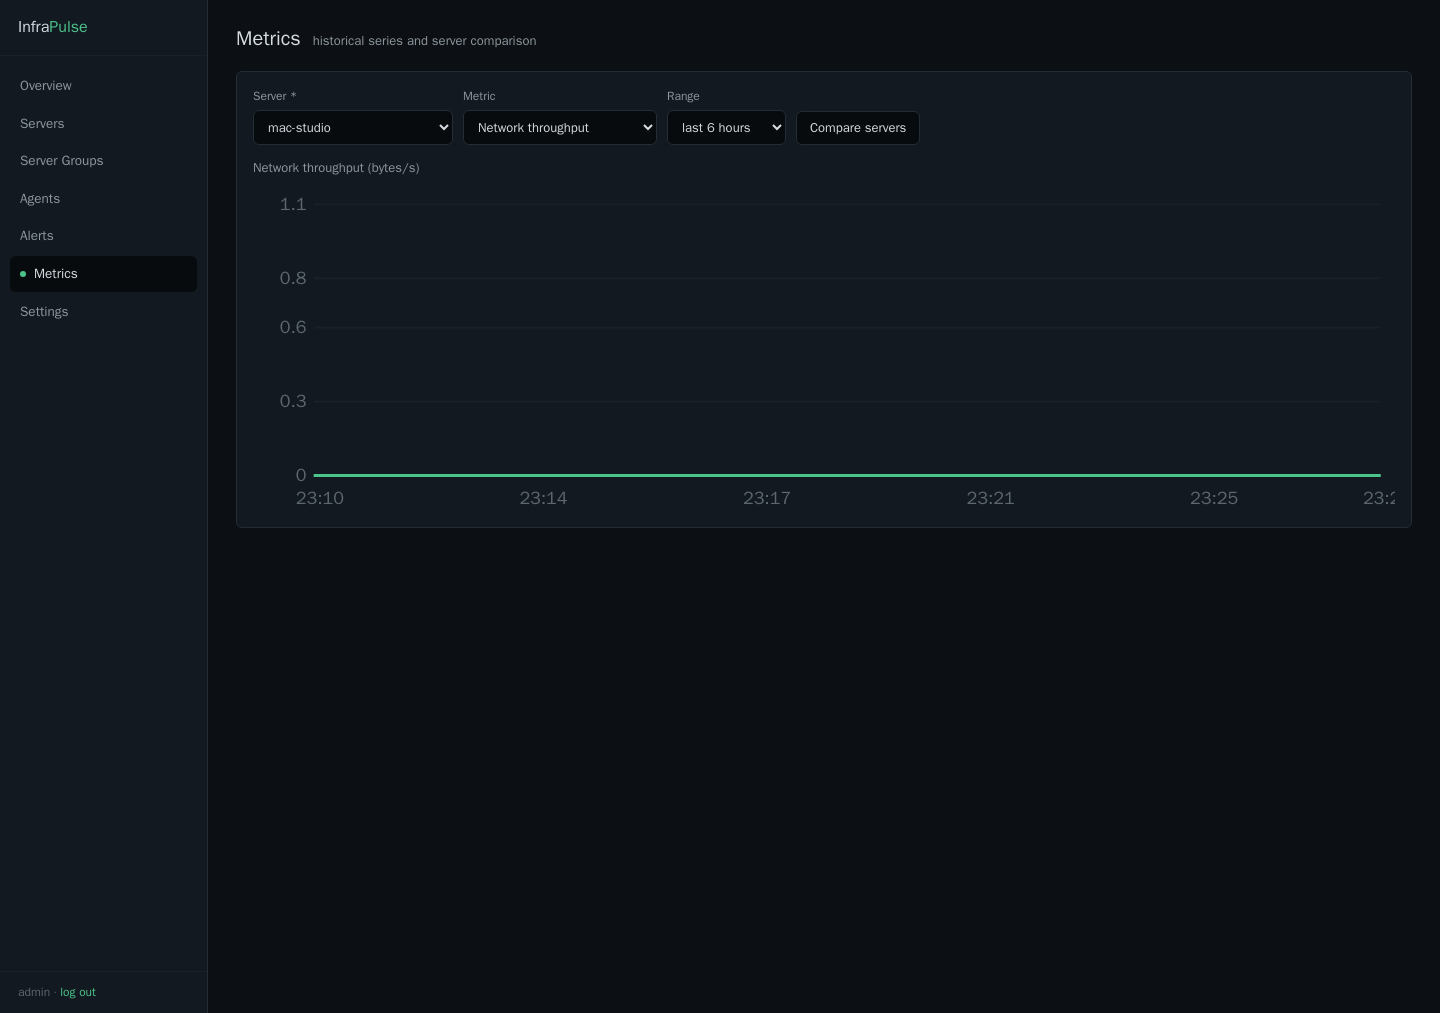 InfraPulse
Overview
Servers
Server Groups
Agents
Alerts
Metrics
Settings
admin · log out
Metrics historical series and server comparison
Server * Metric Range
mac-studio Network throughput last 6 hours Compare servers
Network throughput (bytes/s)
1.1
0.8
0.6
0.3
0
23:10 23:14 23:17 23:21 23:25